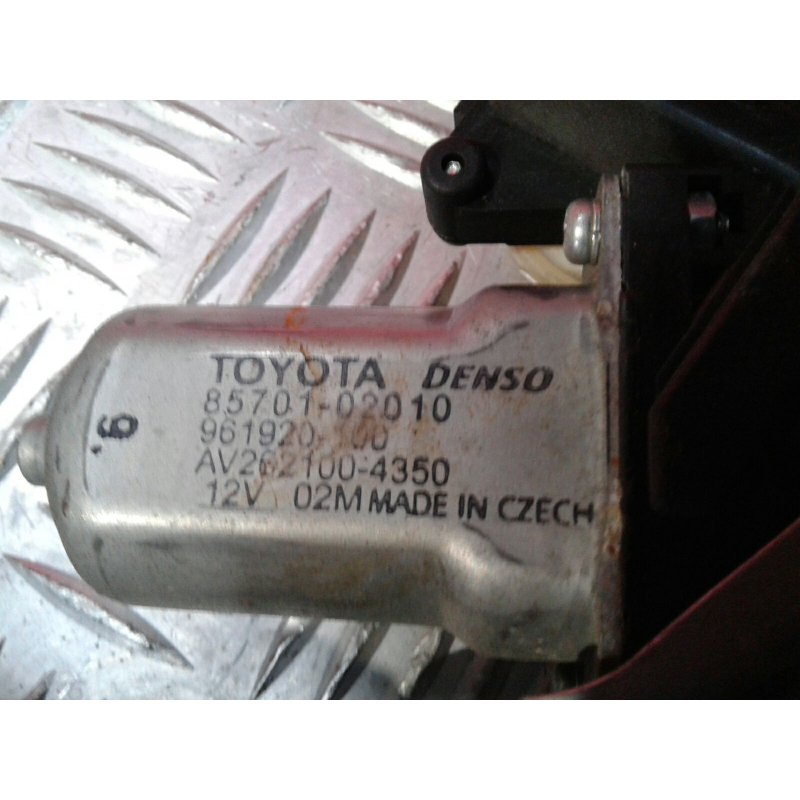 TOYOTA DENSO
85701-02010
AV262100-4350
12V 02M MADE IN CZECH